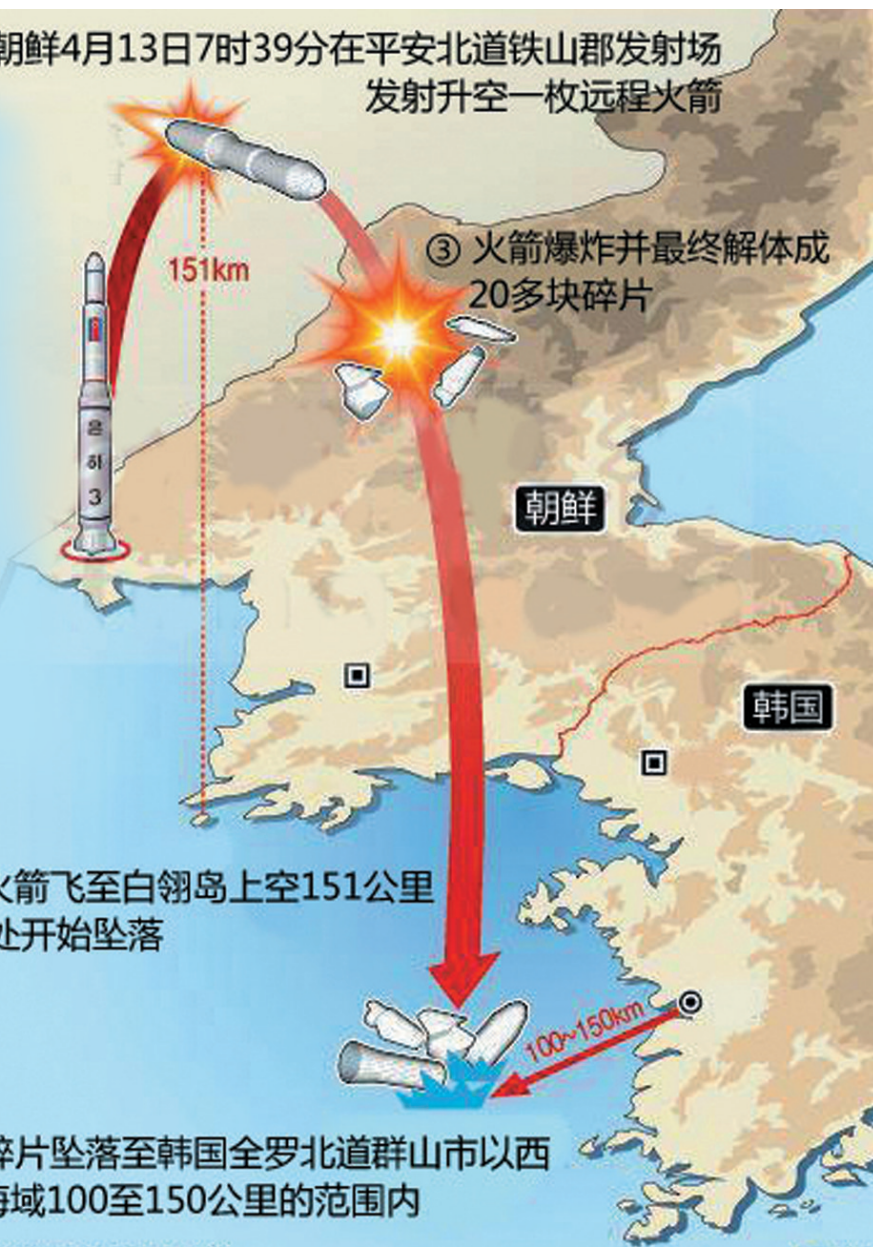 朝鲜4月13日7时39分在平安北道铁山郡发射场
发射升空一枚远程火箭
151km
③ 火箭爆炸并最终解体成
20多块碎片
은
하
3
朝鲜
韩国
火箭飞至白翎岛上空151公里
处开始坠落
100~150km
碎片坠落至韩国全罗北道群山市以西
海域100至150公里的范围内